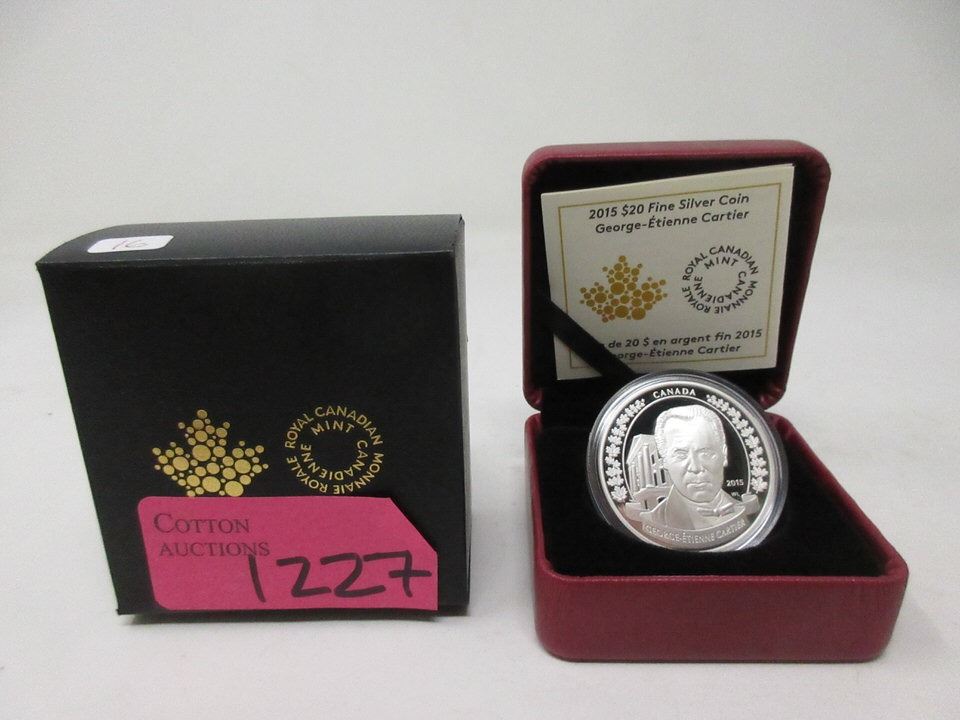 16
ROYAL CANADIAN MINT
MONNAIE ROYALE CANADIENNE
COTTON
AUCTIONS
1227
2015 $20 Fine Silver Coin
George-Étienne Cartier
ROYAL CANADIAN MINT
MONNAIE ROYALE CANADIENNE
de 20 $ en argent fin 2015
orge-Étienne Cartier
CANADA
2015
GEORGE-ÉTIENNE CARTIER